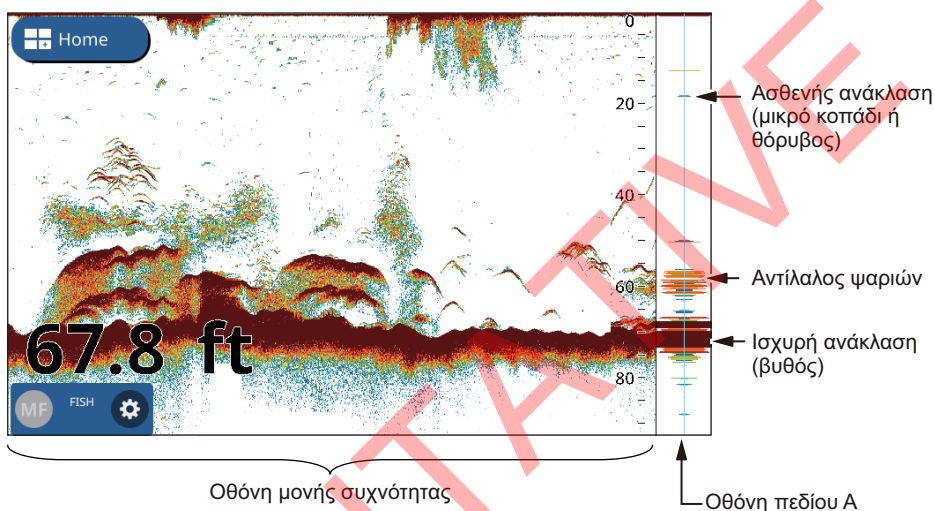 Home
0
20
40
60
80
67.8 ft
MF
FISH
Ασθενής ανάκλαση
(μικρό κοπάδι ή
θόρυβος)
Αντίλαλος ψαριών
Ισχυρή ανάκλαση
(βυθός)
Οθόνη μονής συχνότητας
Οθόνη πεδίου A
TATIVE